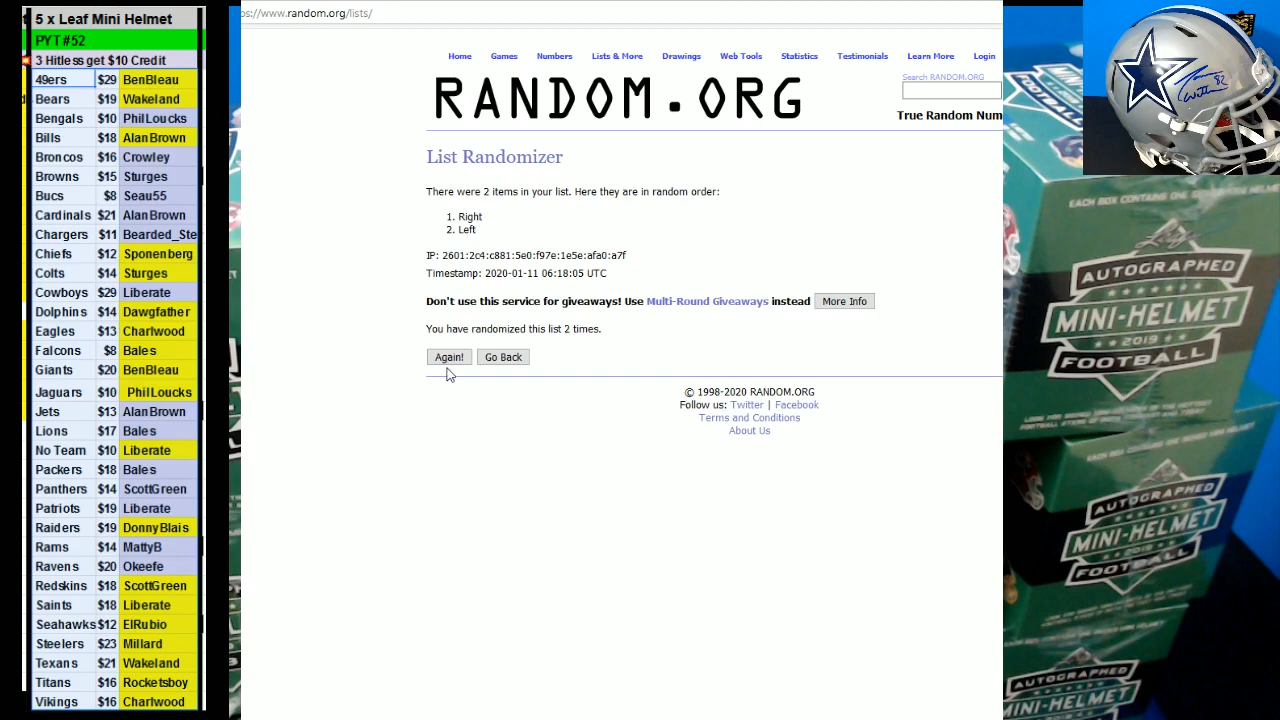 5 x Leaf Mini Helmet
PYT #52
3 Hitless get $10 Credit
49ers $29 BenBleau
Bears $19 Wakeland
Bengals $10 PhilLoucks
Bills $18 AlanBrown
Broncos $16 Crowley
Browns $15 Sturges
Bucs $8 Seau55
Cardinals $21 AlanBrown
Chargers $11 Bearded_Ste
Chiefs $12 Sponenberg
Colts $14 Sturges
Cowboys $29 Liberate
Dolphins $14 Dawgfather
Eagles $13 Charlwood
Falcons $8 Bales
Giants $20 BenBleau
Jaguars $10 PhilLoucks
Jets $13 AlanBrown
Lions $17 Bales
No Team $10 Liberate
Packers $18 Bales
Panthers $14 ScottGreen
Patriots $19 Liberate
Raiders $19 DonnyBlais
Rams $14 MattyB
Ravens $20 Okeefe
Redskins $18 ScottGreen
Saints $18 Liberate
Seahawks $12 ElRubio
Steelers $23 Millard
Texans $21 Wakeland
Titans $16 Rocketsboy
Vikings $16 Charlwood
ps://www.random.org/lists/
Home Games Numbers Lists & More Drawings Web Tools Statistics Testimonials Learn More Login
Search RANDOM.ORG
RANDOM.ORG
True Random Num
List Randomizer
There were 2 items in your list. Here they are in random order:
1. Right
2. Left
IP: 2601:2c4:c881:5e0:f97e:1e5e:afa0:a7f
Timestamp: 2020-01-11 06:18:05 UTC
Don't use this service for giveaways! Use Multi-Round Giveaways instead More Info
You have randomized this list 2 times.
Again! Go Back
© 1998-2020 RANDOM.ORG
Follow us: Twitter | Facebook
Terms and Conditions
About Us
EACH BOX CONTAINS ONE
Leaf
AUTOGRAPHED
MINI-HELMET
2019
FOOTBALL
AUTOGRAPHED
MINI-HELMET
2019
FOOTBALL
AUTOGRAPHED
MINI-HELMET